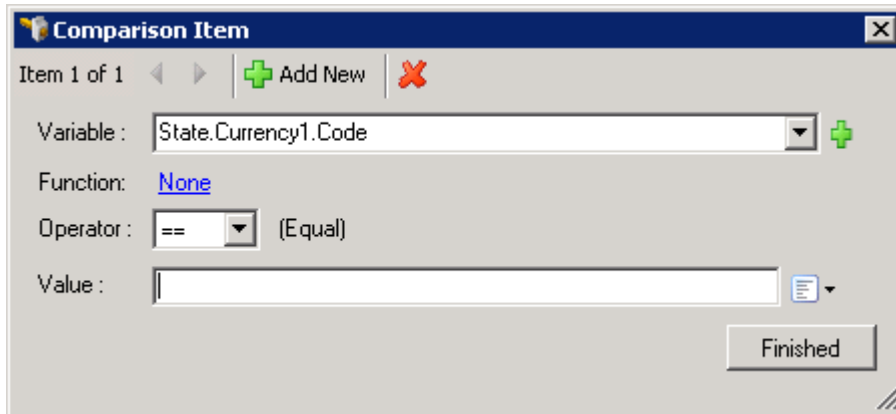 Comparison Item
Item 1 of 1 Add New
Variable : State.Currency1.Code
Function: None
Operator : == (Equal)
Value :
Finished